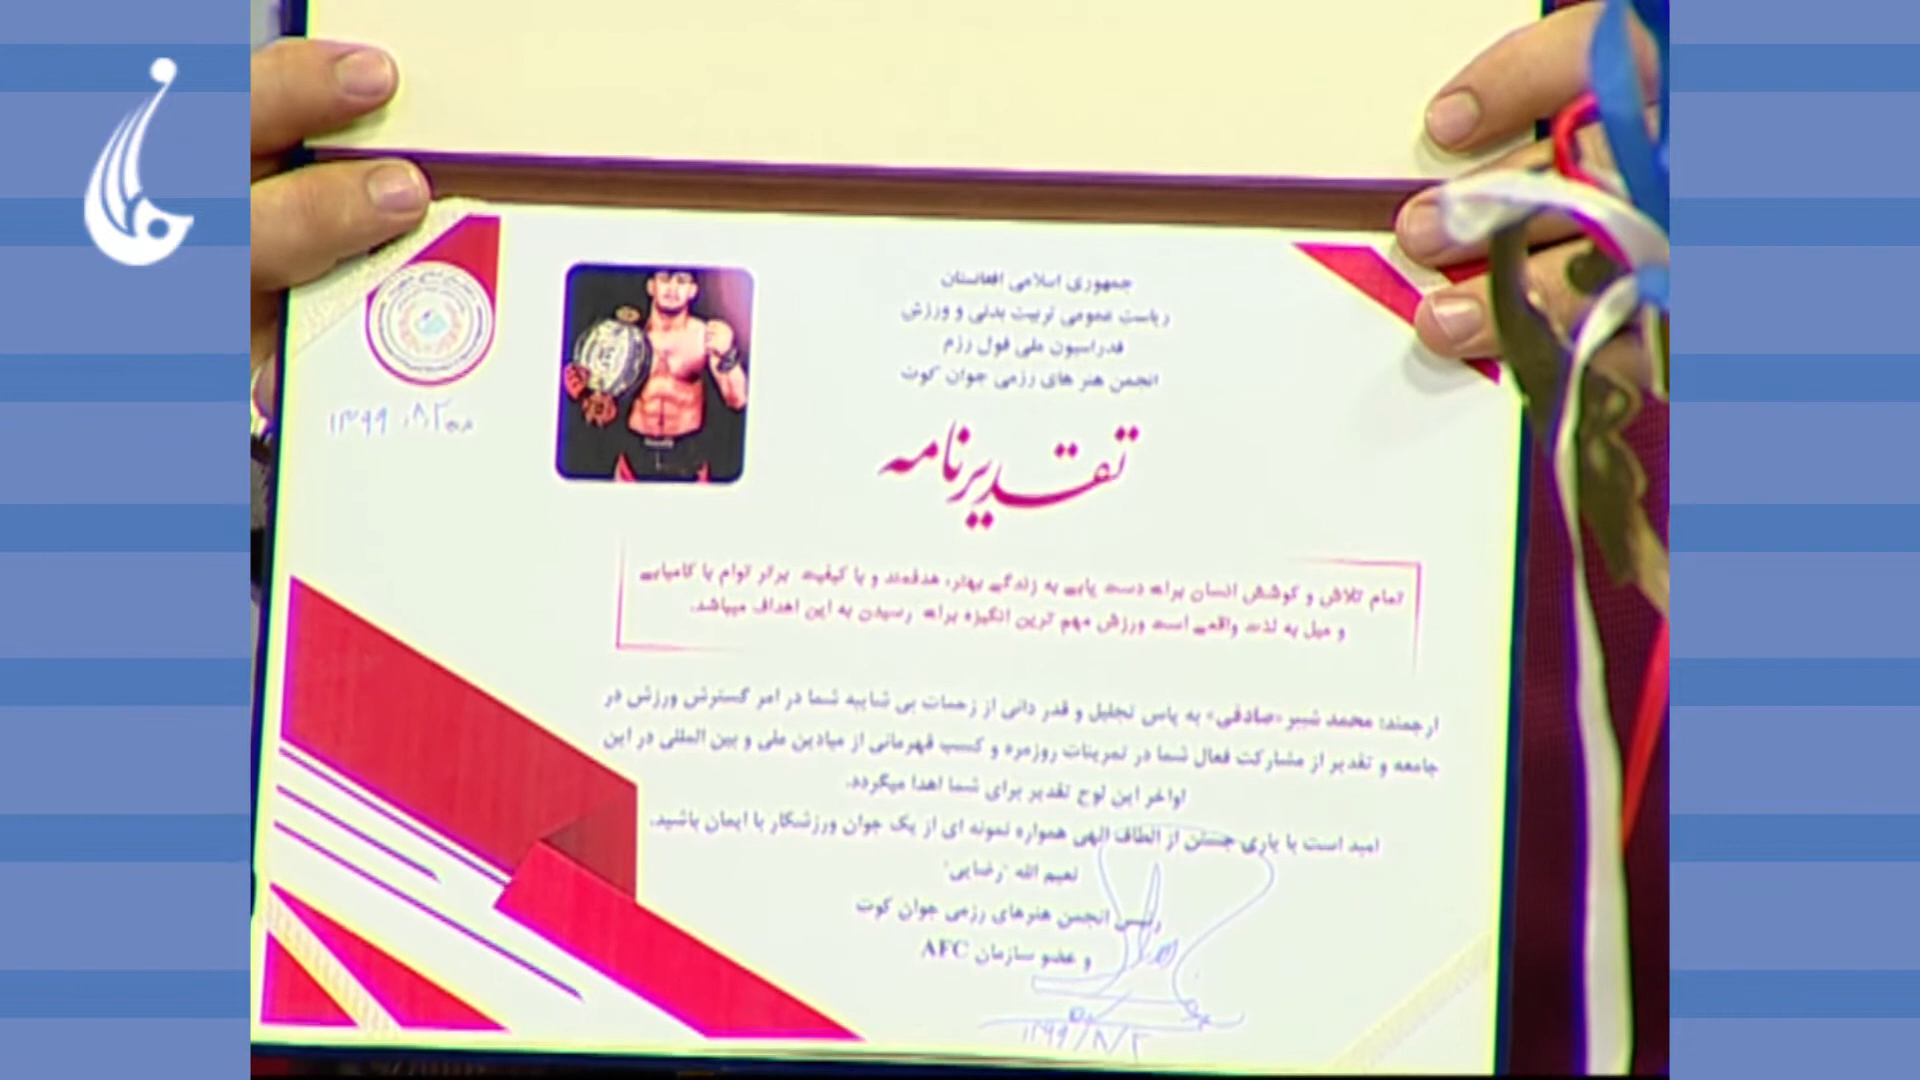 جمهوری اسلامی افغانستان
ریاست عمومی تربیت بدنی و ورزش
فدراسیون ملی فول رزم
انجمن هنر های رزمی جوان کوت
تقدیرنامه
تمام تلاش و کوشش انسان برای دست یابی به زندگی بهتر، هدفمند و با کیفیت برتر توام با کامیابی
و میل به لذت واقعی است ورزش مهم ترین انگیزه برای رسیدن به این اهداف میباشد.
ارجمند: محمد شبیر «صادقی» به پاس تجلیل و قدر دانی از زحمات بی شایبه شما در امر گسترش ورزش در
جامعه و تقدیر از مشارکت فعال شما در تمرینات روزمره و کسب قهرمانی از میادین ملی و بین المللی در این
اواخر این لوح تقدیر برای شما اهدا میگردد.
امید است با یاری جستن از الطاف الهی همواره نمونه ای از یک جوان ورزشکار با ایمان باشید.
نعیم الله "رضایی"
رئیس انجمن هنرهای رزمی جوان کوت
و عضو سازمان AFC
۱۳۹۹/۸/۲